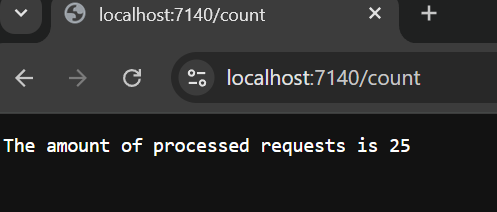 localhost:7140/count
localhost:7140/count
The amount of processed requests is 25